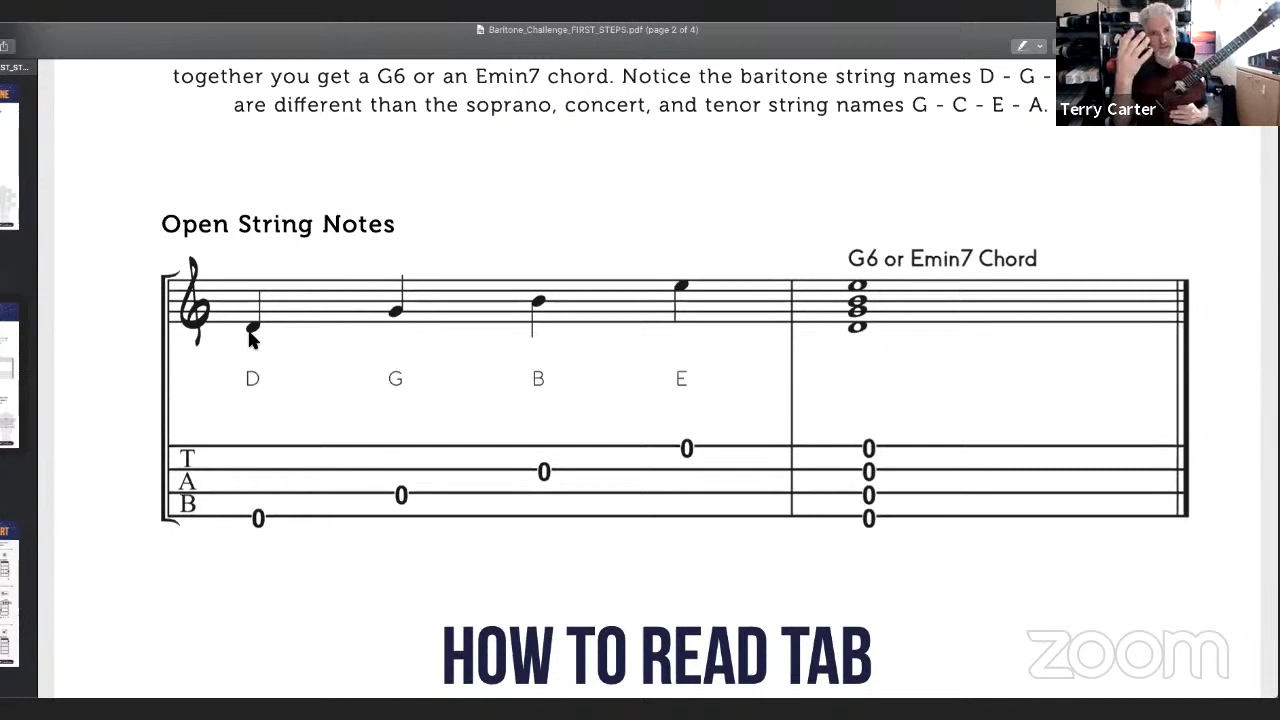 Baritone_Challenge_FIRST_STEPS.pdf (page 2 of 4)
ST_ST...
together you get a G6 or an Emin7 chord. Notice the baritone string names D - G -
are different than the soprano, concert, and tenor string names G - C - E - A.
Terry Carter
Open String Notes
G6 or Emin7 Chord
D G B E
T
A
B
0 0 0 0
0
0
0
0
HOW TO READ TAB
zoom